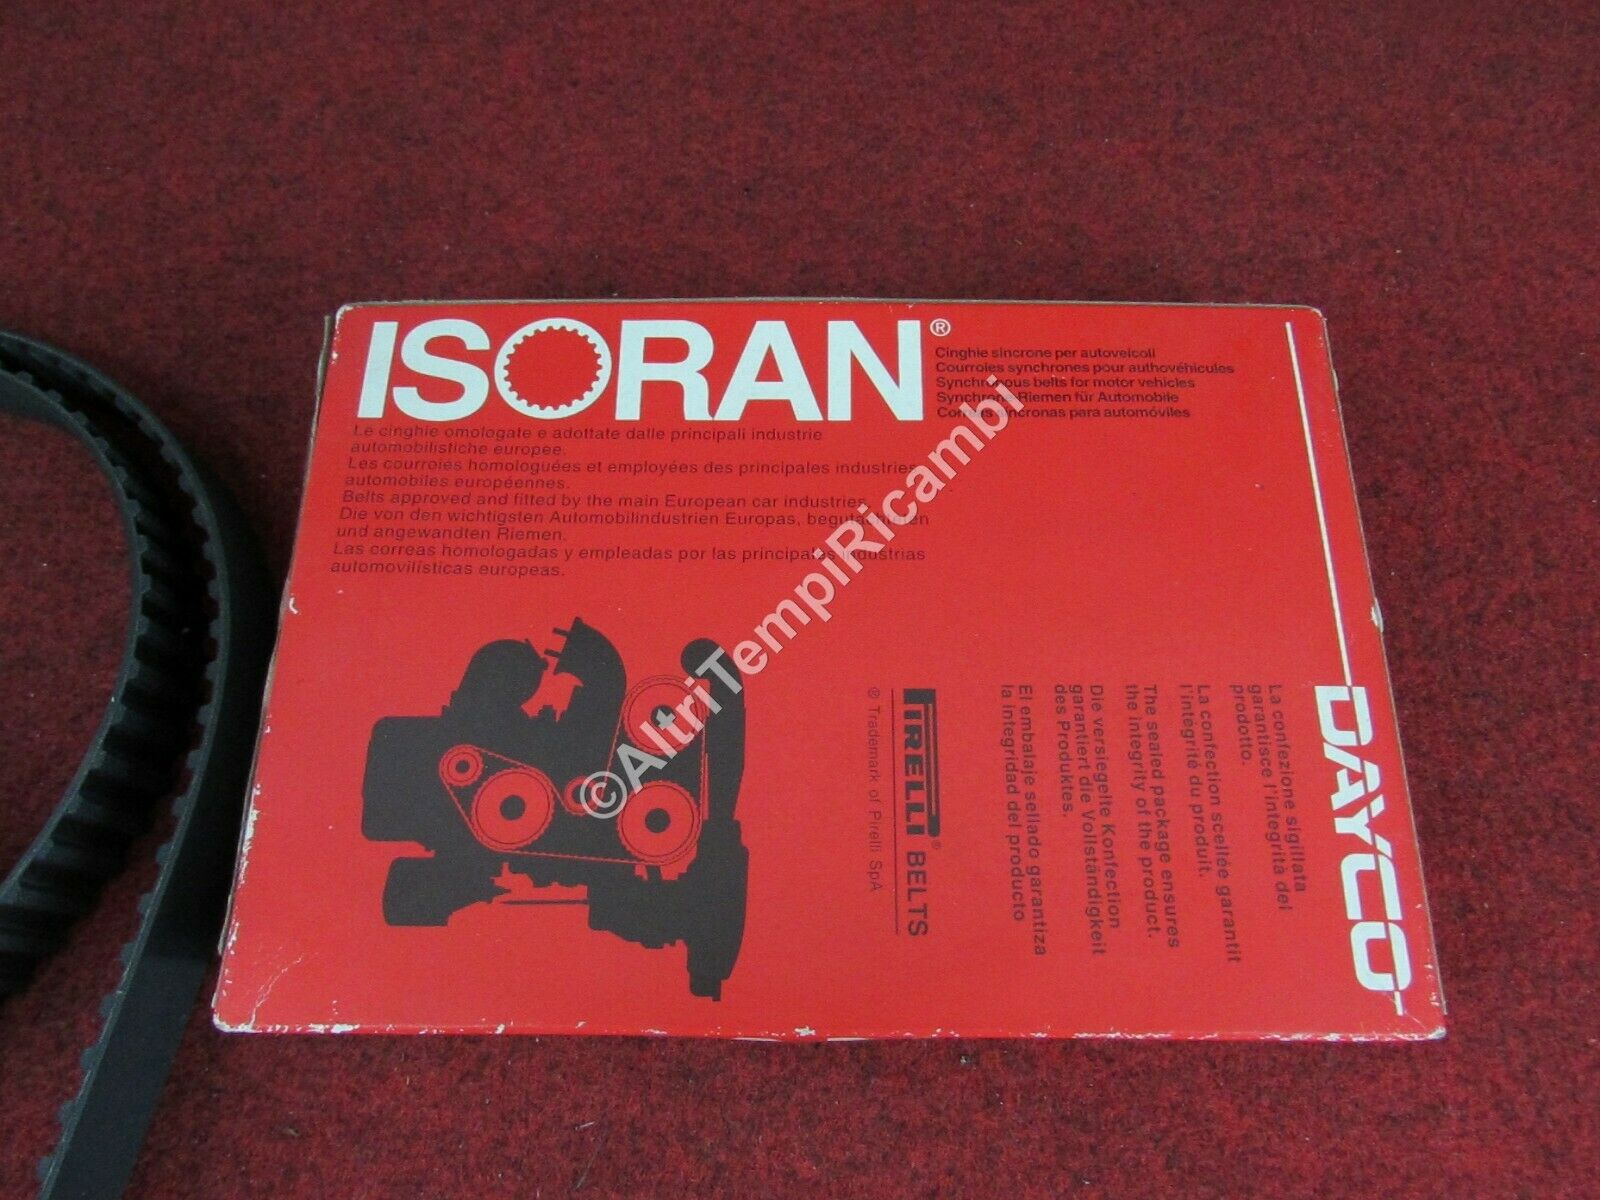 ISORAN®
Cinghie sincrone per autoveicoli
Courroies synchrones pour authovéhicules
Synchronous belts for motor vehicles
Synchrone Riemen für Automobile
Correas sincronas para automóviles
Le cinghie omologate e adottate dalle principali industrie
automobilistiche europee.
Les courroies homologuées et employées des principales industries
automobiles européennes.
Belts approved and fitted by the main European car industries.
Die von den wichtigsten Automobilindustrien Europas, begutachteten
und angewandten Riemen.
Las correas homologadas y empleadas por las principales industrias
automovilísticas europeas.
DAYCO
La confezione sigillata
garantisce l'integrità del
prodotto.
La confection scellée garantit
l'intégrité du produit.
The sealed package ensures
the integrity of the product.
Die versiegelte Konfection
garantiert die Vollständigkeit
des Produktes.
El embalaje sellado garantiza
la integridad del producto
PIRELLI® BELTS
® Trademark of Pirelli SpA
©AltriTempiRicambi